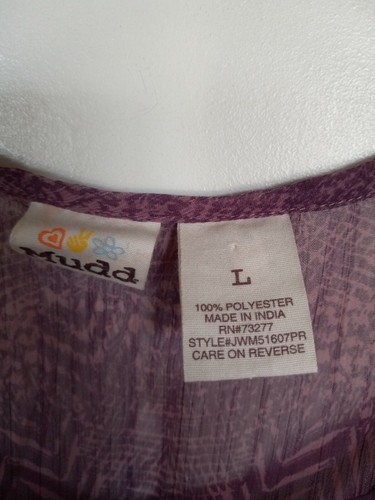 Mudd
L
100% POLYESTER
MADE IN INDIA
RN#73277
STYLE#JWM51607PR
CARE ON REVERSE